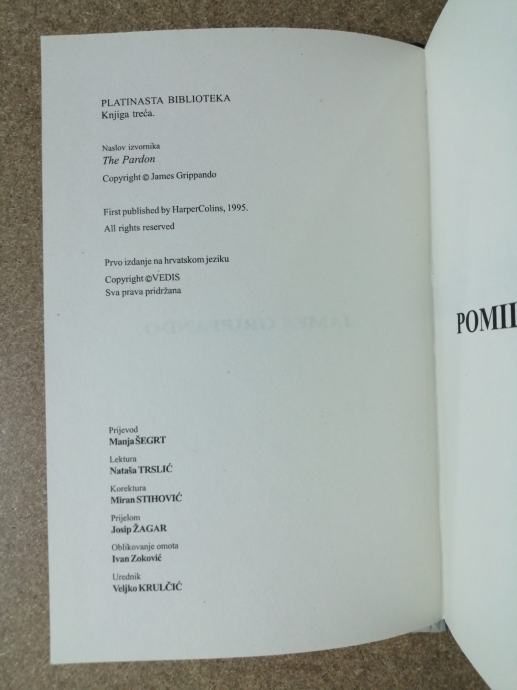 PLATINASTA BIBLIOTEKA
Knjiga treća.
Naslov izvornika
The Pardon
Copyright © James Grippando
First published by HarperColins, 1995.
All rights reserved
Prvo izdanje na hrvatskom jeziku
Copyright ©VEDIS
Sva prava pridržana
Prijevod
Manja ŠEGRT
Lektura
Nataša TRSLIĆ
Korektura
Miran STIHOVIĆ
Prijelom
Josip ŽAGAR
Oblikovanje omota
Ivan Zoković
Urednik
Veljko KRULČIĆ